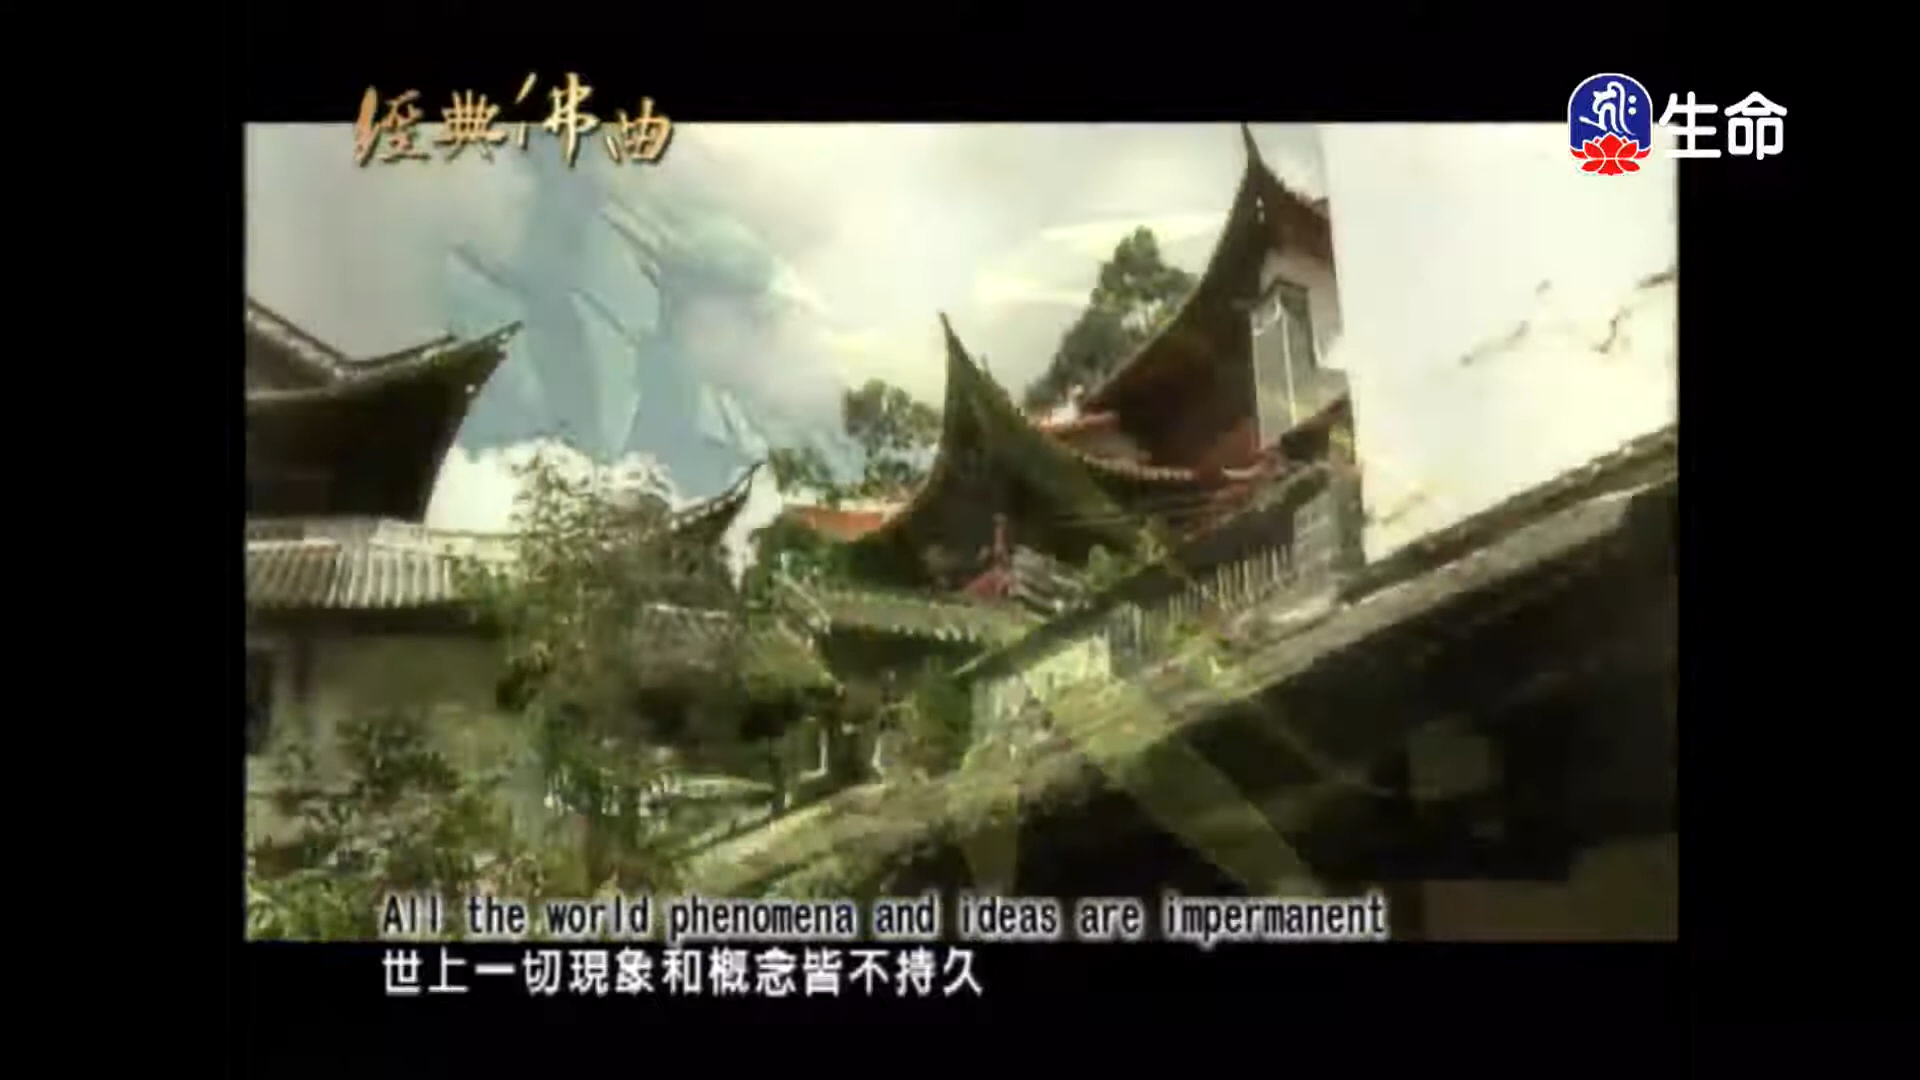 經典佛曲
生命
All the world phenomena and ideas are impermanent
世上一切現象和概念皆不持久